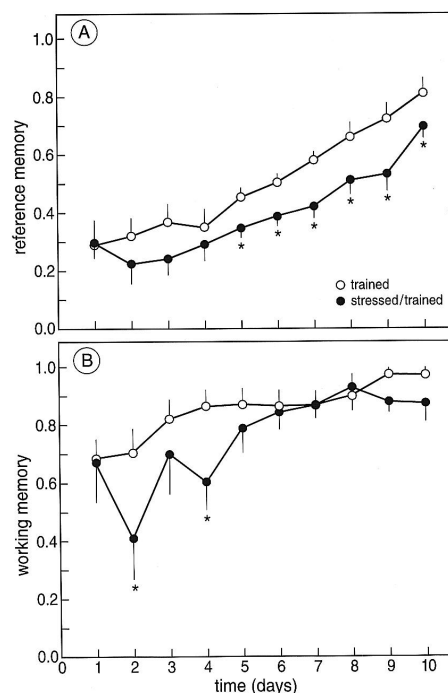 A
1.0
0.8
0.6
0.4
0.2
0.0
reference memory
trained
stressed/trained
*
*
*
*
*
*
B
1.0
0.8
0.6
0.4
0.2
0.0
working memory
*
*
0 1 2 3 4 5 6 7 8 9 10
time (days)